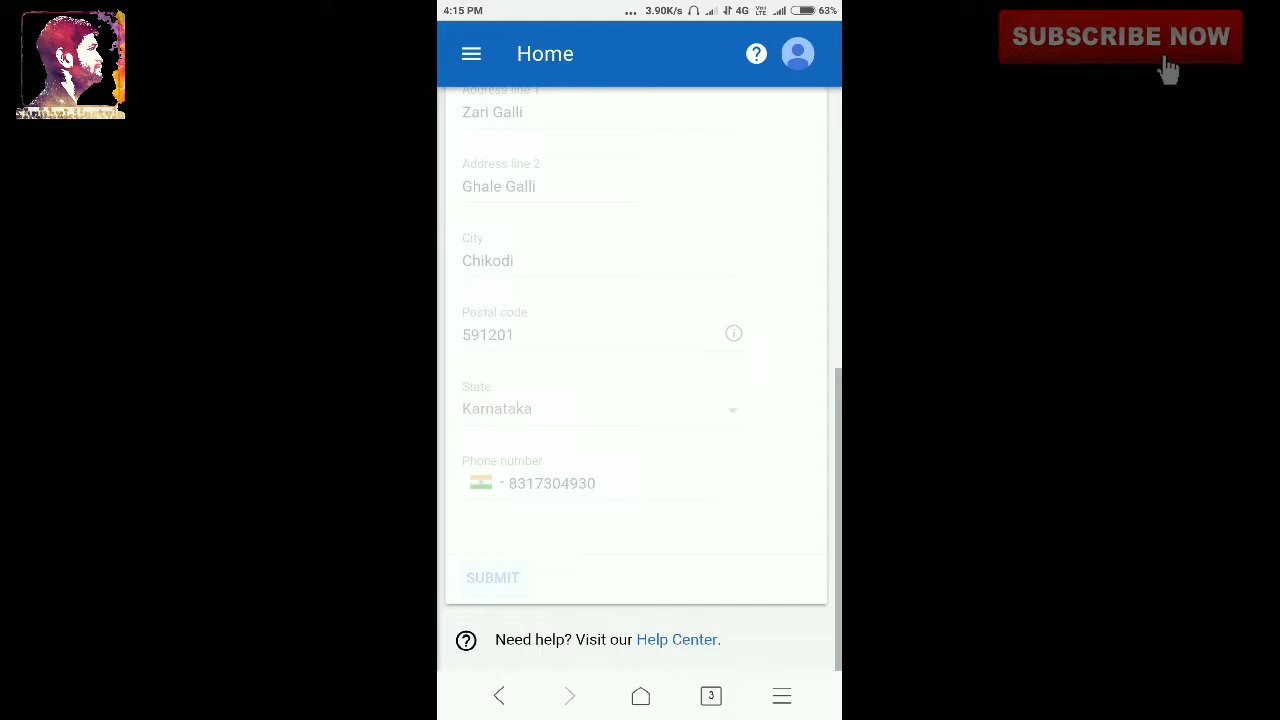 4:15 PM
... 3.90K/s 4G Vo LTE 63%
SUBSCRIBE NOW
Home
Address line 1
Zari Galli
Address line 2
Ghale Galli
City
Chikodi
Postal code
591201
State
Karnataka
Phone number
8317304930
SUBMIT
Need help? Visit our Help Center.
3